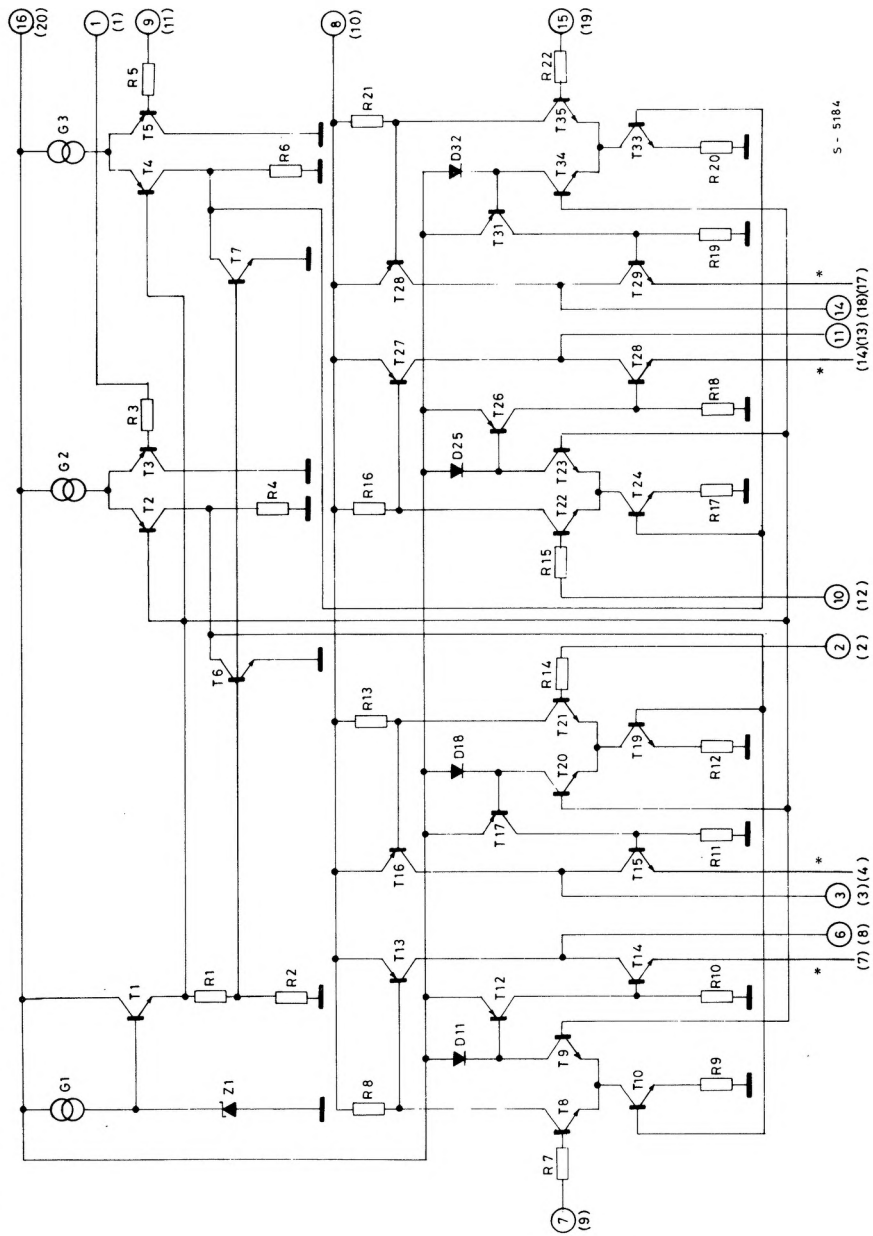 16
(20)
G1
G2
G3
1
(1)
T1
T2
T3
R3
T4
T5
R5
9
(11)
Z1
R1
R2
T6
R4
T7
R6
8
(10)
R8
T13
T16
R13
R16
T27
T28
R21
D11
T12
T17
D18
D25
T26
T31
D32
7
(9)
R7
T8
T9
T20
T21
R14
R15
T22
T23
T34
T35
R22
15
(19)
T10
T14
T15
T19
T24
T28
T29
T33
R9
R10
R11
R12
R17
R18
R19
R20
*
*
*
*
6
3
2
10
11
14
(7) (8)
(3) (4)
(2)
(12)
(14) (13)
(18) (17)
S - 5184